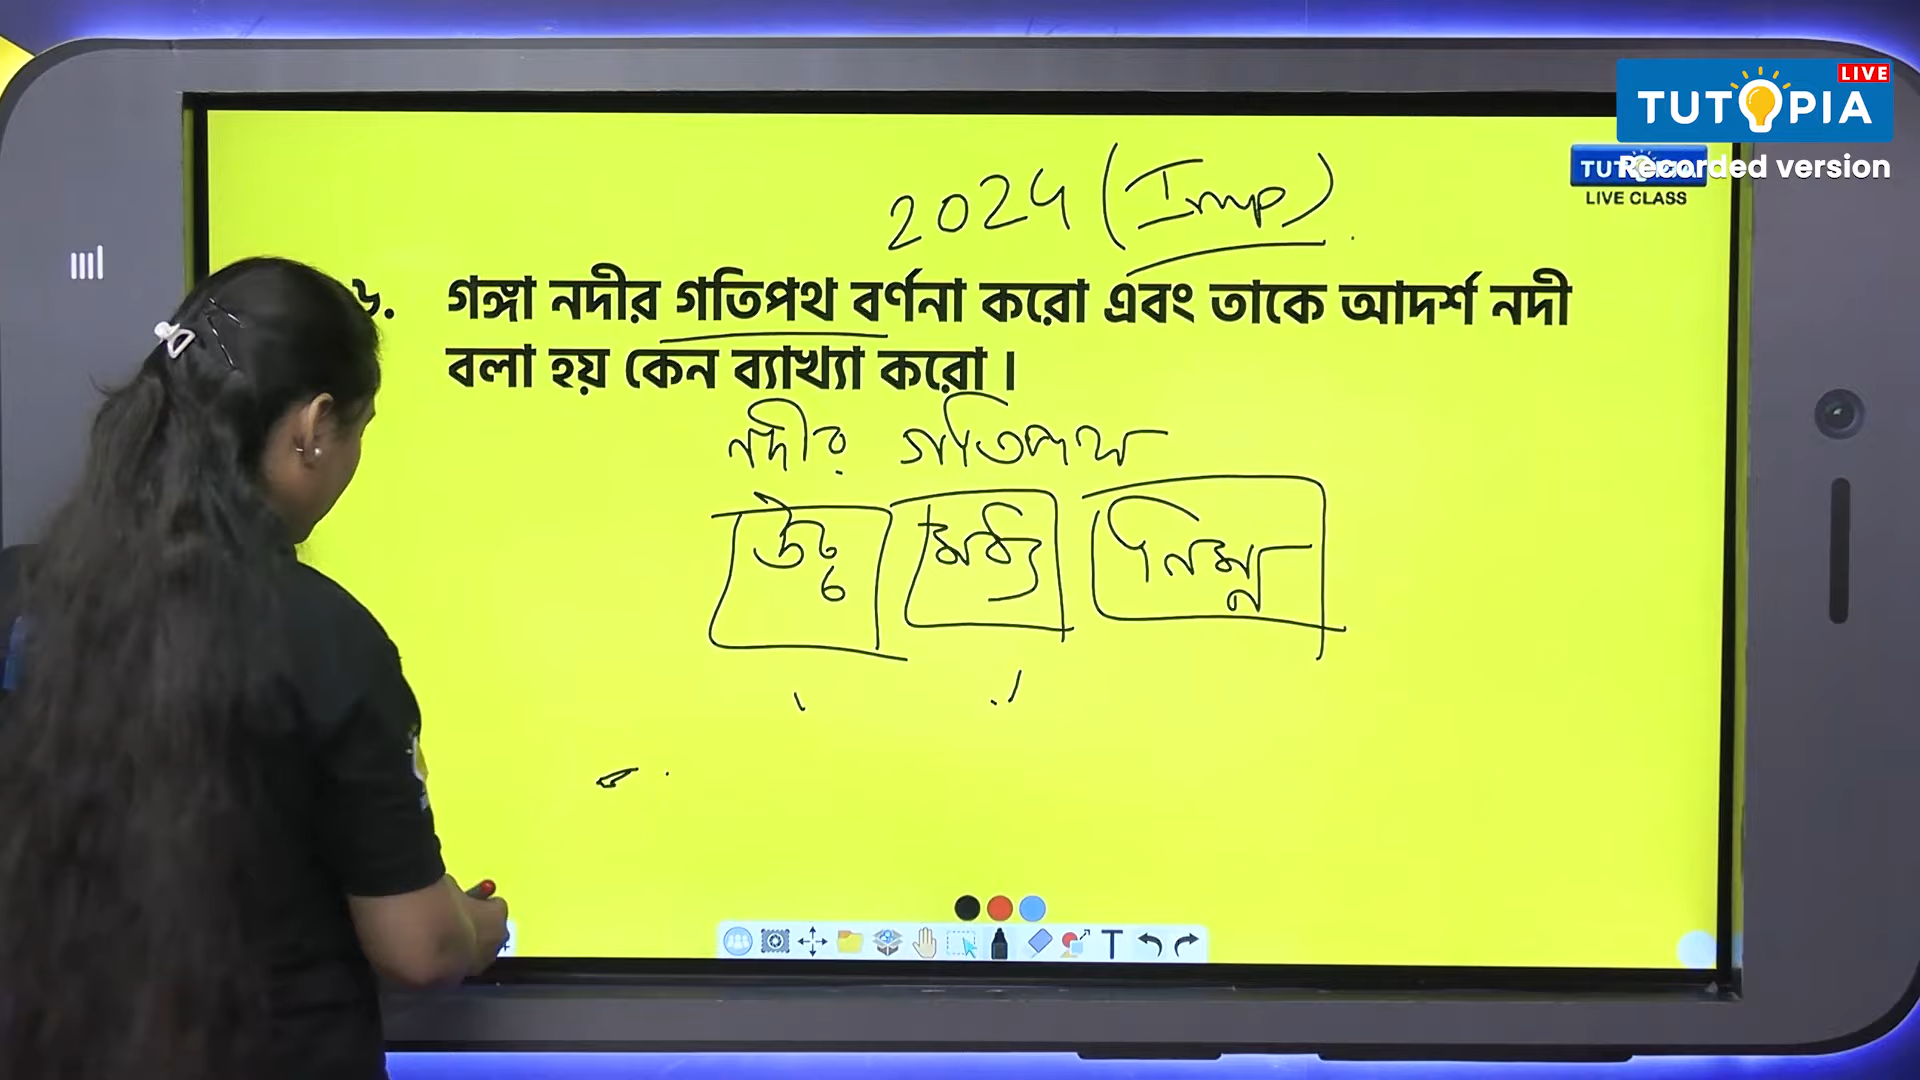 LIVE
TUTOPIA
Recorded version
LIVE CLASS
2024 (Imp)
৬. গঙ্গা নদীর গতিপথ বর্ণনা করো এবং তাকে আদর্শ নদী
বলা হয় কেন ব্যাখ্যা করো।
নদীর গতিপথ
উচ্চ মধ্য নিম্ন
T